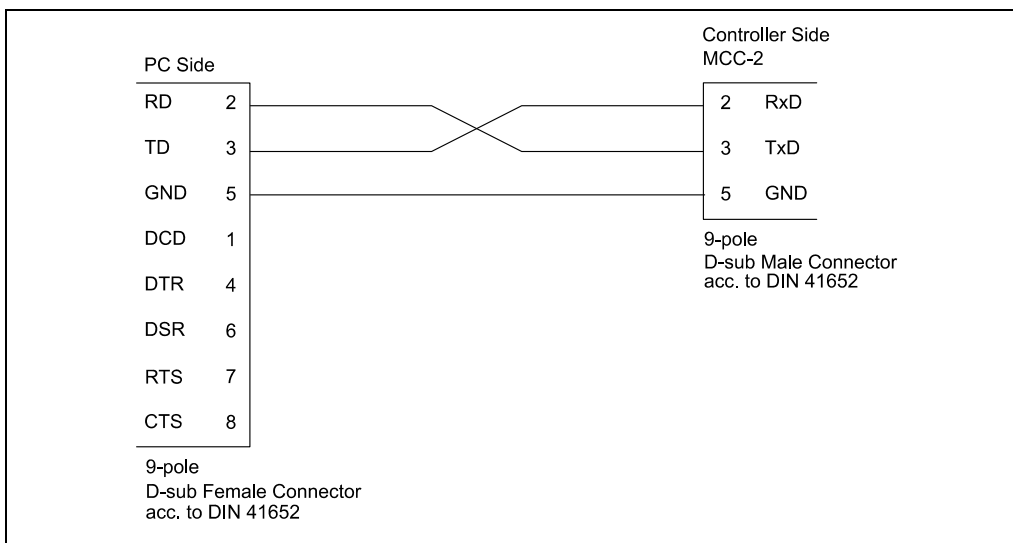 Controller Side
MCC-2
PC Side
RD 2
2 RxD
TD 3
3 TxD
GND 5
5 GND
DCD 1
9-pole
D-sub Male Connector
acc. to DIN 41652
DTR 4
DSR 6
RTS 7
CTS 8
9-pole
D-sub Female Connector
acc. to DIN 41652